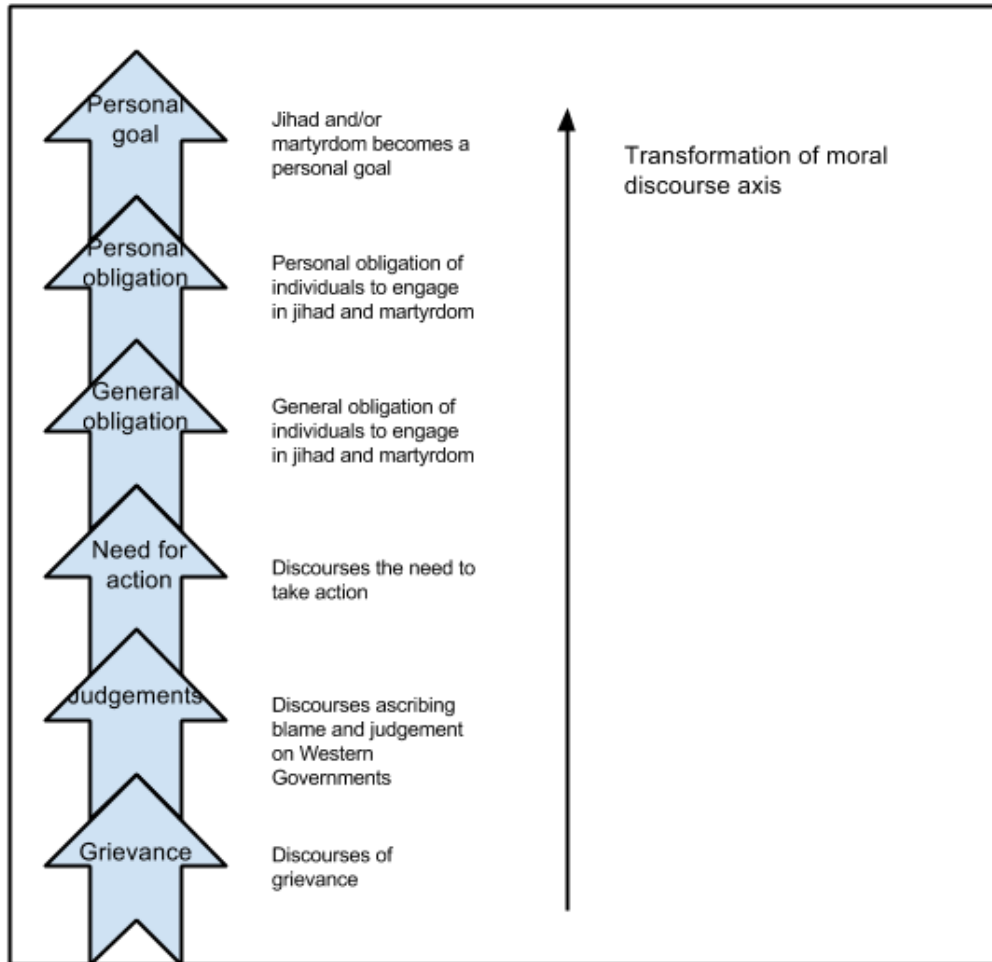 Personal
goal
Jihad and/or
martyrdom becomes a
personal goal
Transformation of moral
discourse axis
Personal
obligation
Personal obligation of
individuals to engage
in jihad and martyrdom
General
obligation
General obligation of
individuals to engage
in jihad and martyrdom
Need for
action
Discourses the need to
take action
Judgements
Discourses ascribing
blame and judgement
on Western
Governments
Grievance
Discourses of
grievance